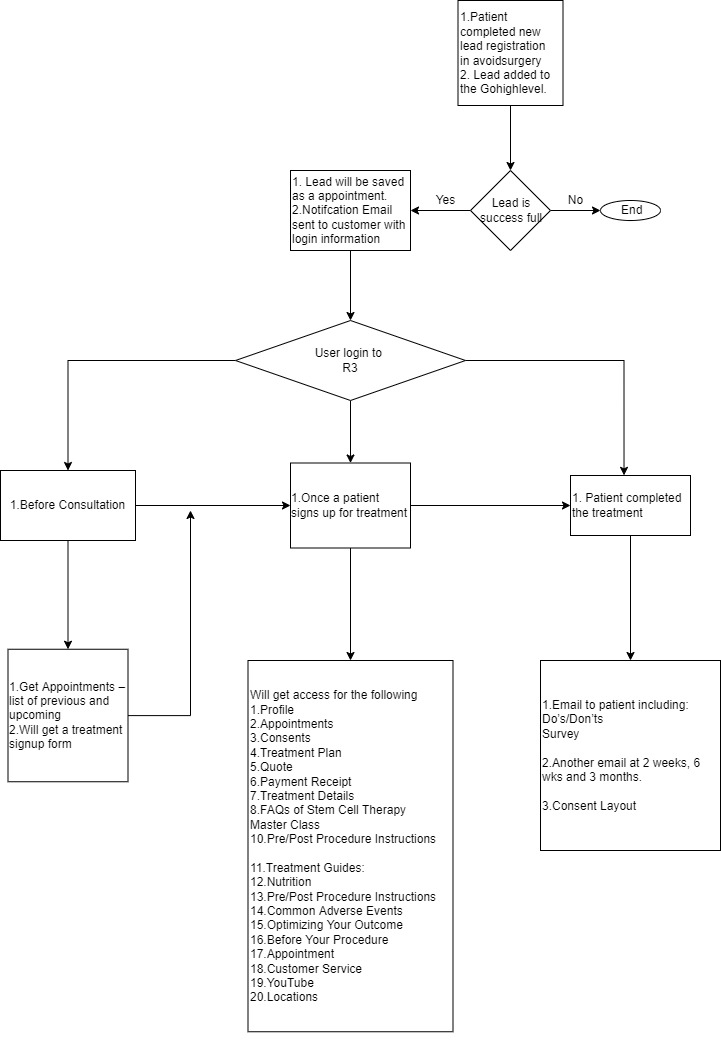 1.Patient
completed new
lead registration
in avoidsurgery
2. Lead added to
the Gohighlevel.
1. Lead will be saved
as a appointment.
2.Notifcation Email
sent to customer with
login information
Yes
Lead is
success full
No
End
User login to
R3
1.Before Consultation
1.Once a patient
signs up for treatment
1. Patient completed
the treatment
1.Get Appointments –
list of previous and
upcoming
2.Will get a treatment
signup form
Will get access for the following
1.Profile
2.Appointments
3.Consents
4.Treatment Plan
5.Quote
6.Payment Receipt
7.Treatment Details
8.FAQs of Stem Cell Therapy
Master Class
10.Pre/Post Procedure Instructions
11.Treatment Guides:
12.Nutrition
13.Pre/Post Procedure Instructions
14.Common Adverse Events
15.Optimizing Your Outcome
16.Before Your Procedure
17.Appointment
18.Customer Service
19.YouTube
20.Locations
1.Email to patient including:
Do's/Don'ts
Survey
2.Another email at 2 weeks, 6
wks and 3 months.
3.Consent Layout